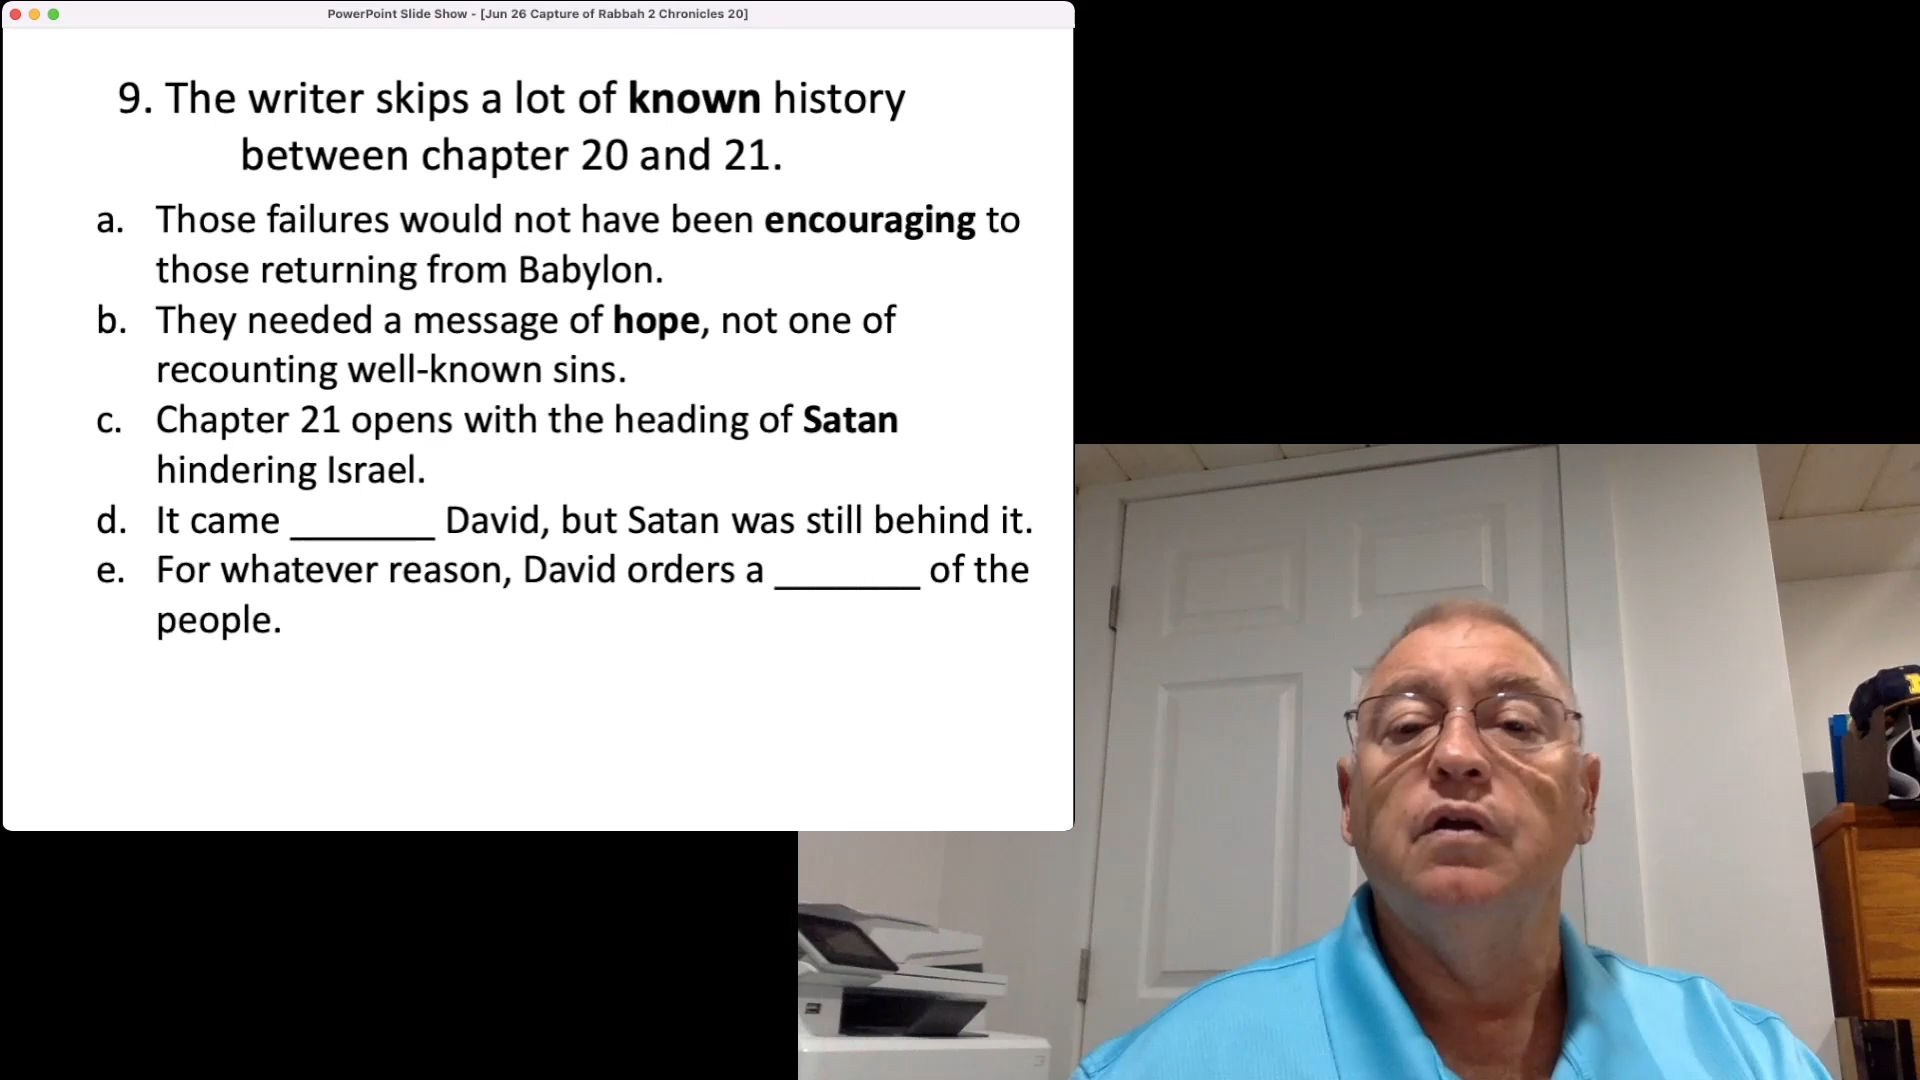 PowerPoint Slide Show - [Jun 26 Capture of Rabbah 2 Chronicles 20]
9. The writer skips a lot of known history
between chapter 20 and 21.
a. Those failures would not have been encouraging to
those returning from Babylon.
b. They needed a message of hope, not one of
recounting well-known sins.
c. Chapter 21 opens with the heading of Satan
hindering Israel.
d. It came _______ David, but Satan was still behind it.
e. For whatever reason, David orders a _______ of the
people.